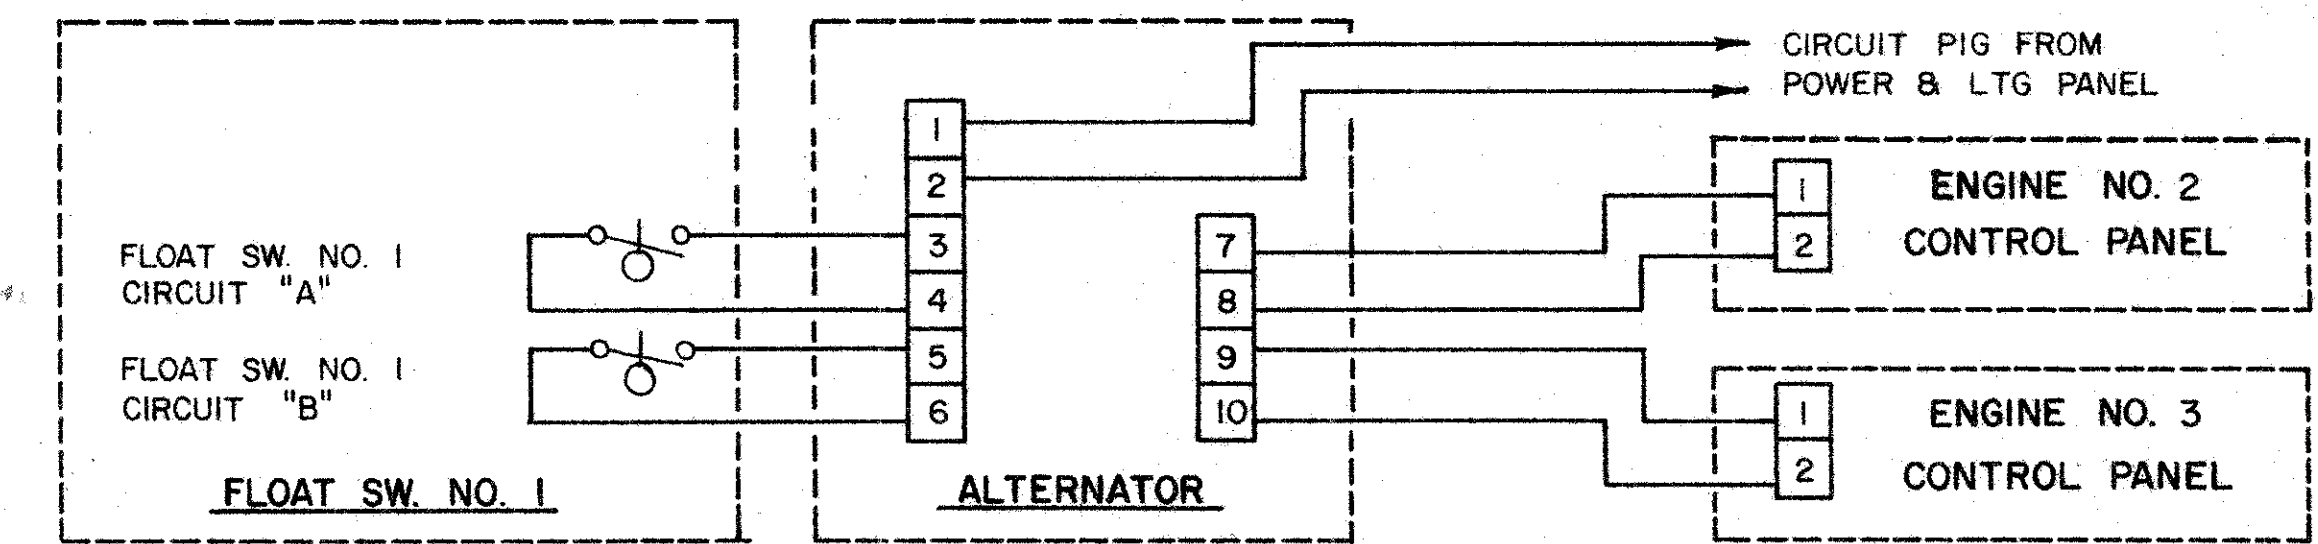 CIRCUIT PIG FROM
POWER & LTG PANEL
FLOAT SW. NO. 1
CIRCUIT "A"
FLOAT SW. NO. 1
CIRCUIT "B"
FLOAT SW. NO. 1
1
2
3
4
5
6
7
8
9
10
ALTERNATOR
1
2
ENGINE NO. 2
CONTROL PANEL
1
2
ENGINE NO. 3
CONTROL PANEL